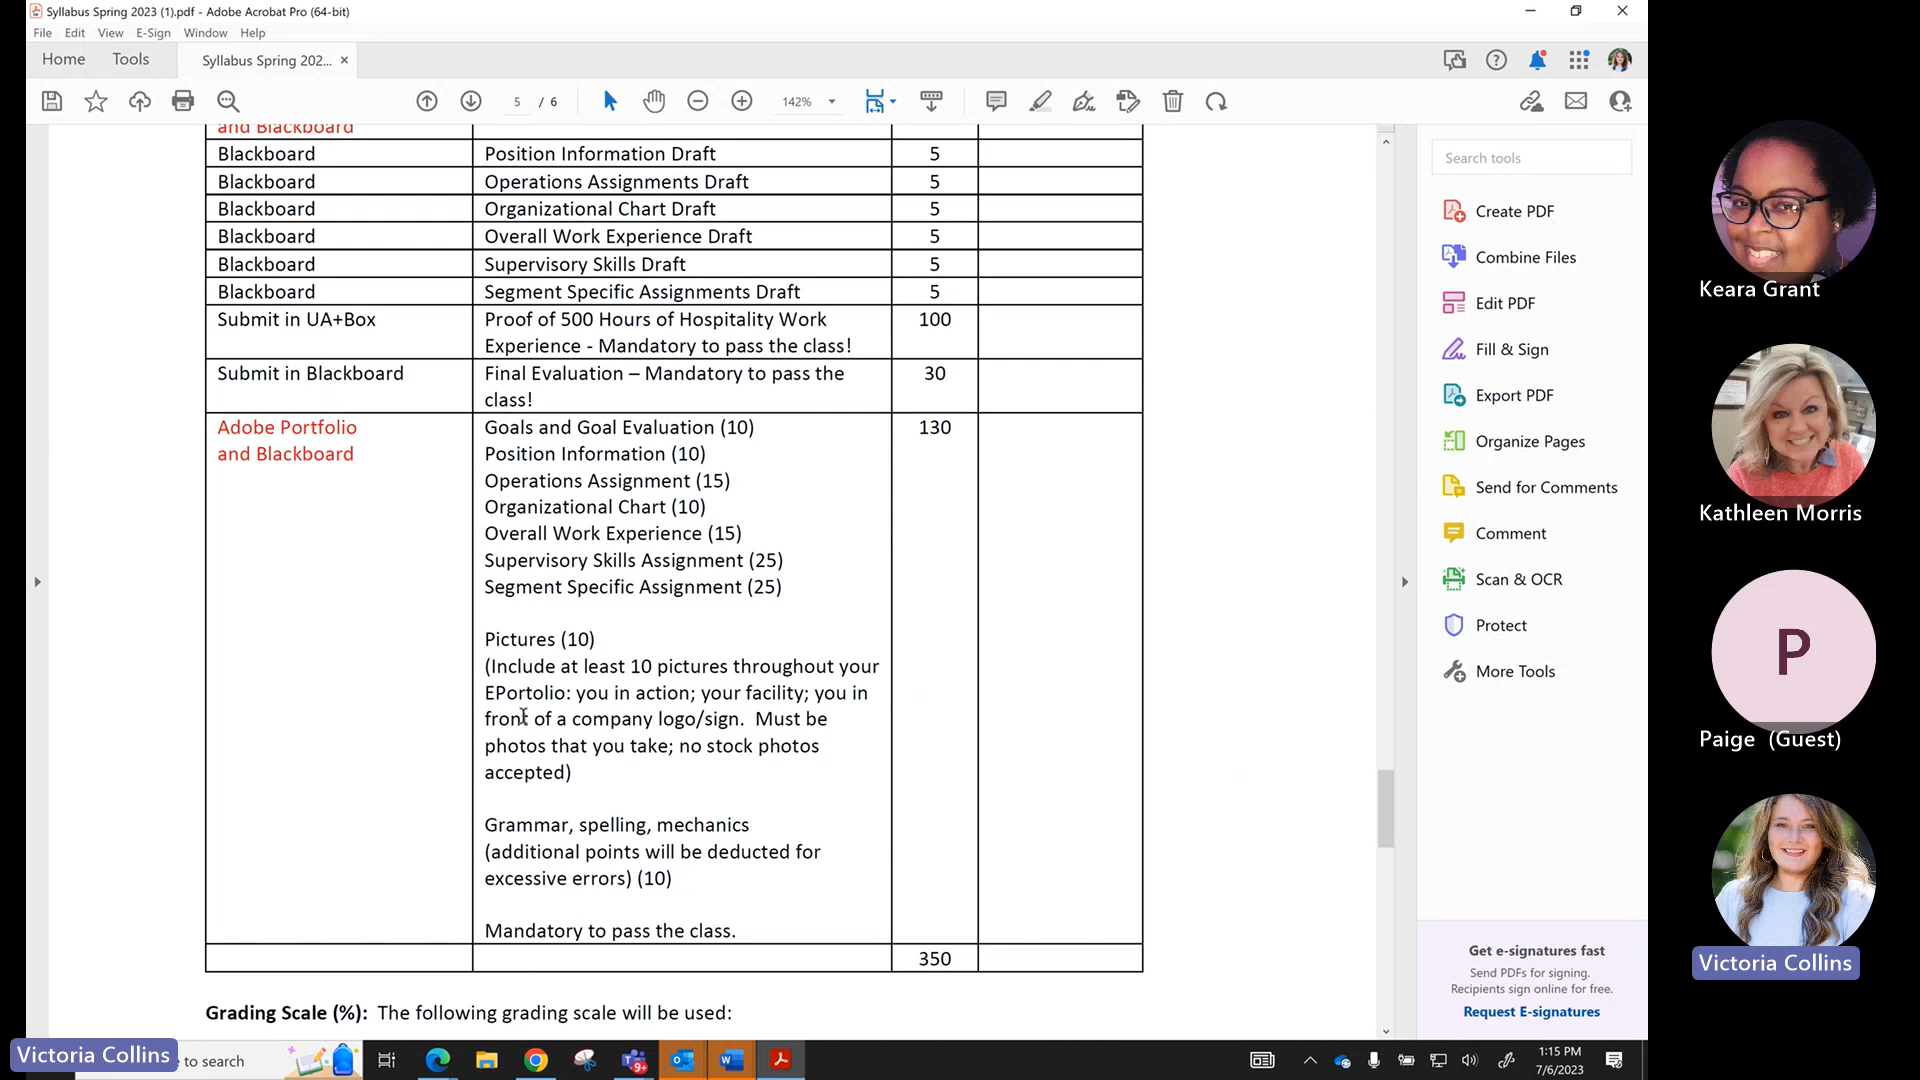 Syllabus Spring 2023 (1).pdf - Adobe Acrobat Pro (64-bit)
File Edit View E-Sign Window Help
Home Tools Syllabus Spring 202... ×
5 / 6 142%
and Blackboard
Blackboard Position Information Draft 5
Blackboard Operations Assignments Draft 5
Blackboard Organizational Chart Draft 5
Blackboard Overall Work Experience Draft 5
Blackboard Supervisory Skills Draft 5
Blackboard Segment Specific Assignments Draft 5
Submit in UA+Box Proof of 500 Hours of Hospitality Work 100
Experience - Mandatory to pass the class!
Submit in Blackboard Final Evaluation – Mandatory to pass the 30
class!
Adobe Portfolio Goals and Goal Evaluation (10) 130
and Blackboard Position Information (10)
Operations Assignment (15)
Organizational Chart (10)
Overall Work Experience (15)
Supervisory Skills Assignment (25)
Segment Specific Assignment (25)
Pictures (10)
(Include at least 10 pictures throughout your
EPortolio: you in action; your facility; you in
front of a company logo/sign. Must be
photos that you take; no stock photos
accepted)
Grammar, spelling, mechanics
(additional points will be deducted for
excessive errors) (10)
Mandatory to pass the class.
350
Grading Scale (%): The following grading scale will be used:
Search tools
Create PDF
Combine Files
Edit PDF
Fill & Sign
Export PDF
Organize Pages
Send for Comments
Comment
Scan & OCR
Protect
More Tools
Get e-signatures fast
Send PDFs for signing.
Recipients sign online for free.
Request E-signatures
Keara Grant
Kathleen Morris
P
Paige (Guest)
Victoria Collins
Victoria Collins
e to search
9+
1:15 PM
7/6/2023